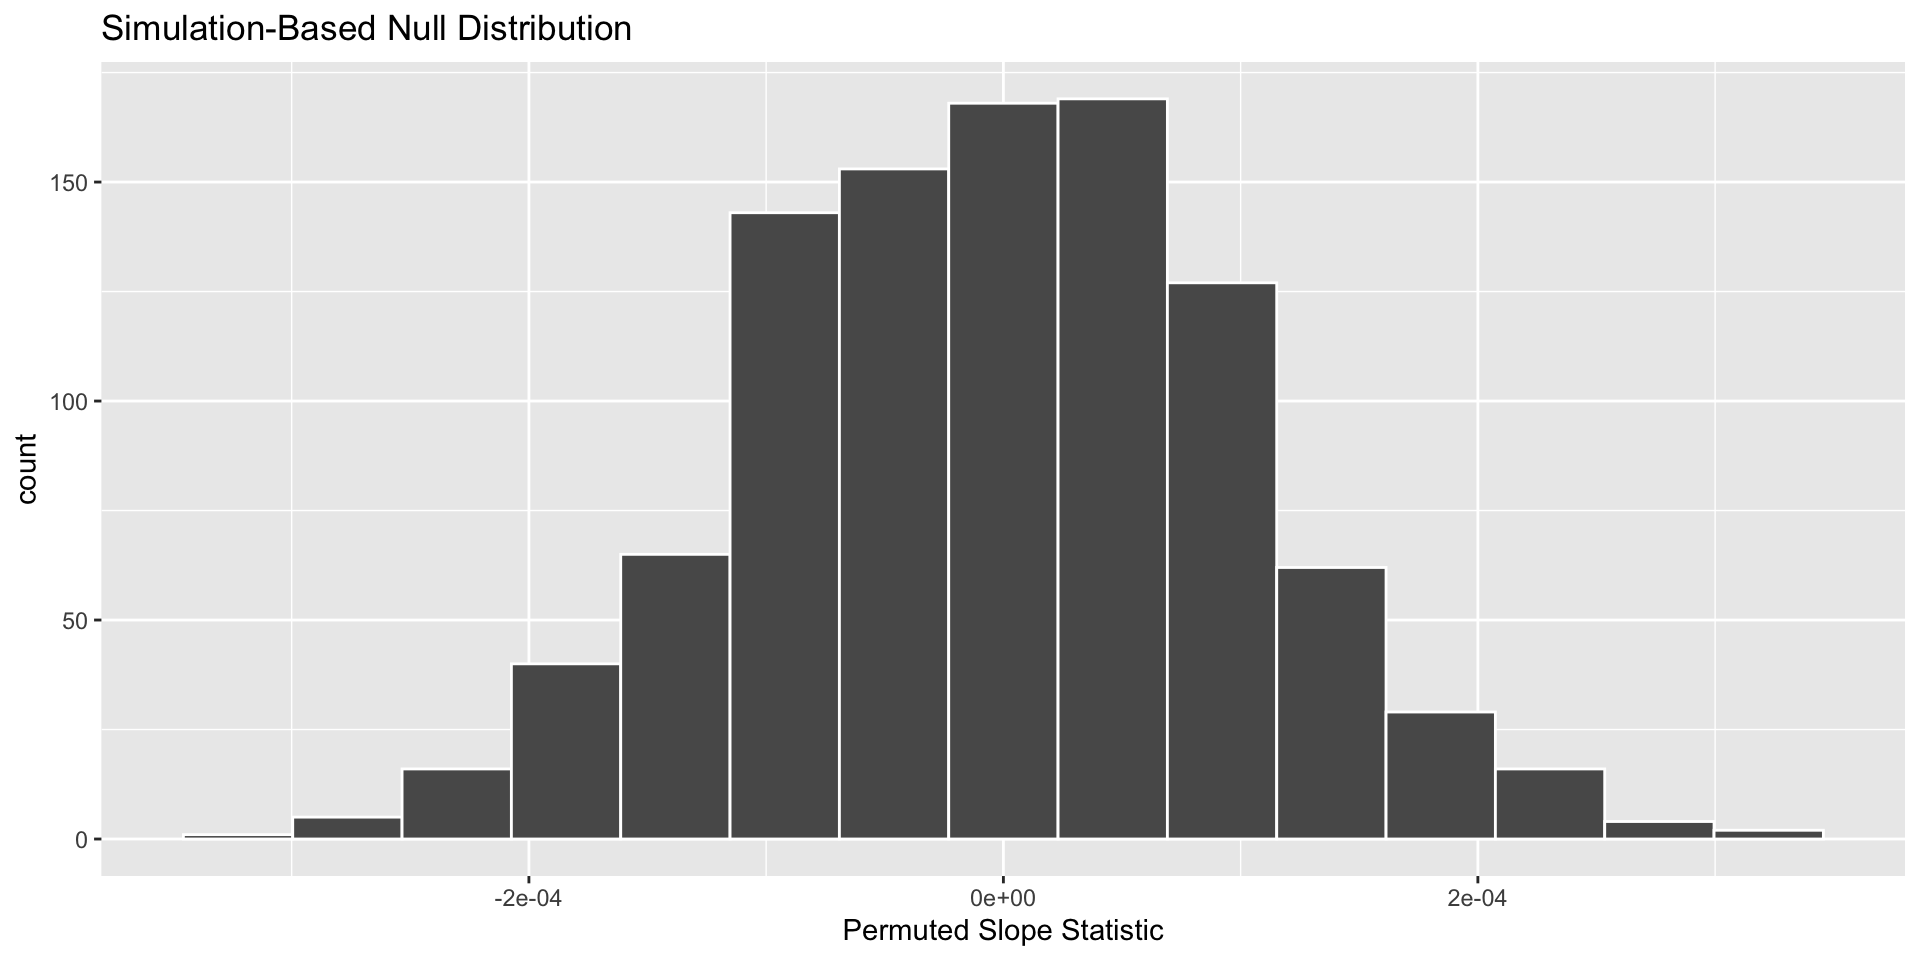 Simulation-Based Null Distribution
150
100
50
0
count
-2e-04
0e+00
2e-04
Permuted Slope Statistic